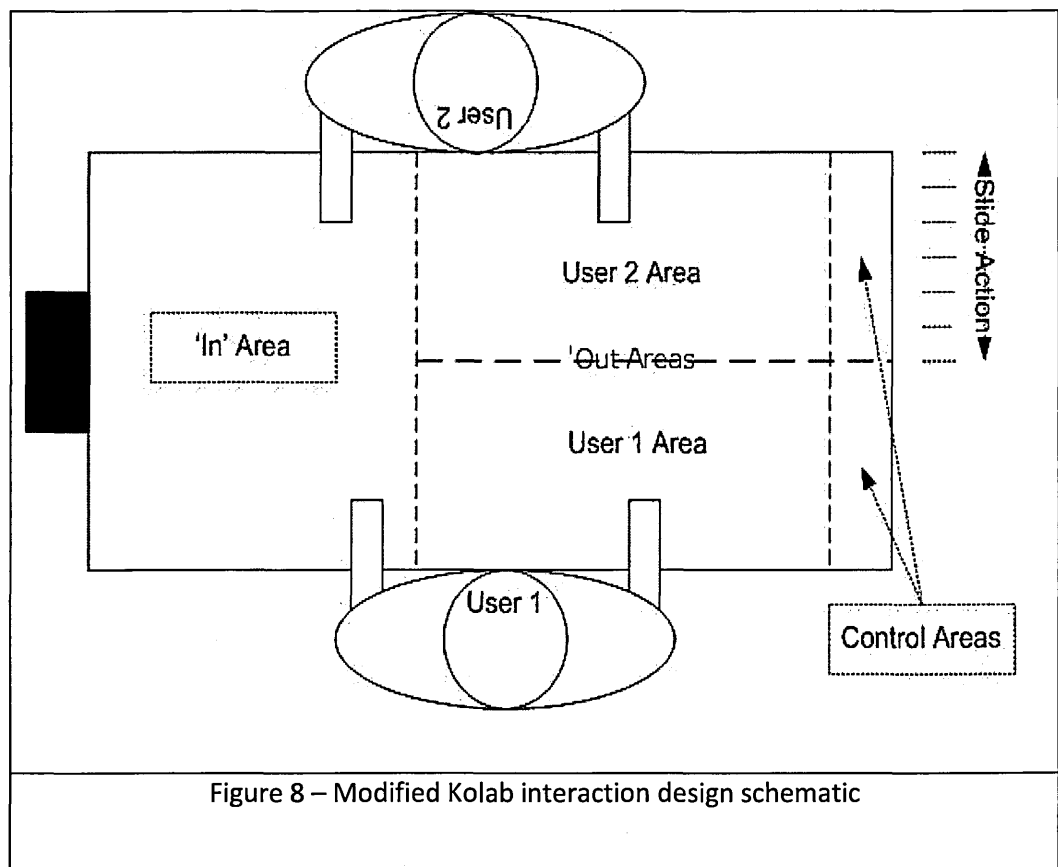 User 2
Slide Action
User 2 Area
'In' Area
'Out Areas
User 1 Area
User 1
Control Areas
Figure 8 – Modified Kolab interaction design schematic